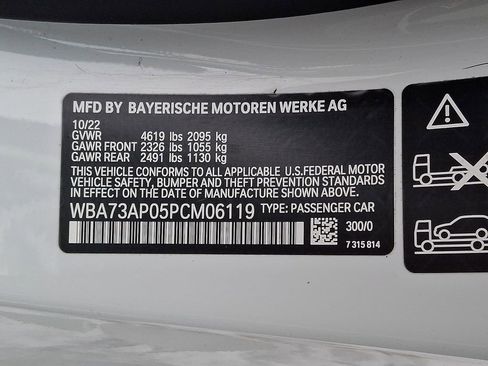 MFD BY BAYERISCHE MOTOREN WERKE AG
10/22
GVWR 4619 lbs 2095 kg
GAWR FRONT 2326 lbs 1055 kg
GAWR REAR 2491 lbs 1130 kg
THIS VEHICLE CONFORMS TO ALL APPLICABLE U.S.FEDERAL MOTOR
VEHICLE SAFETY, BUMPER, AND THEFT PREVENTION STANDARDS
IN EFFECT ON THE DATE OF MANUFACTURE SHOWN ABOVE.
WBA73AP05PCM06119 TYPE: PASSENGER CAR
300/0
7 315 814